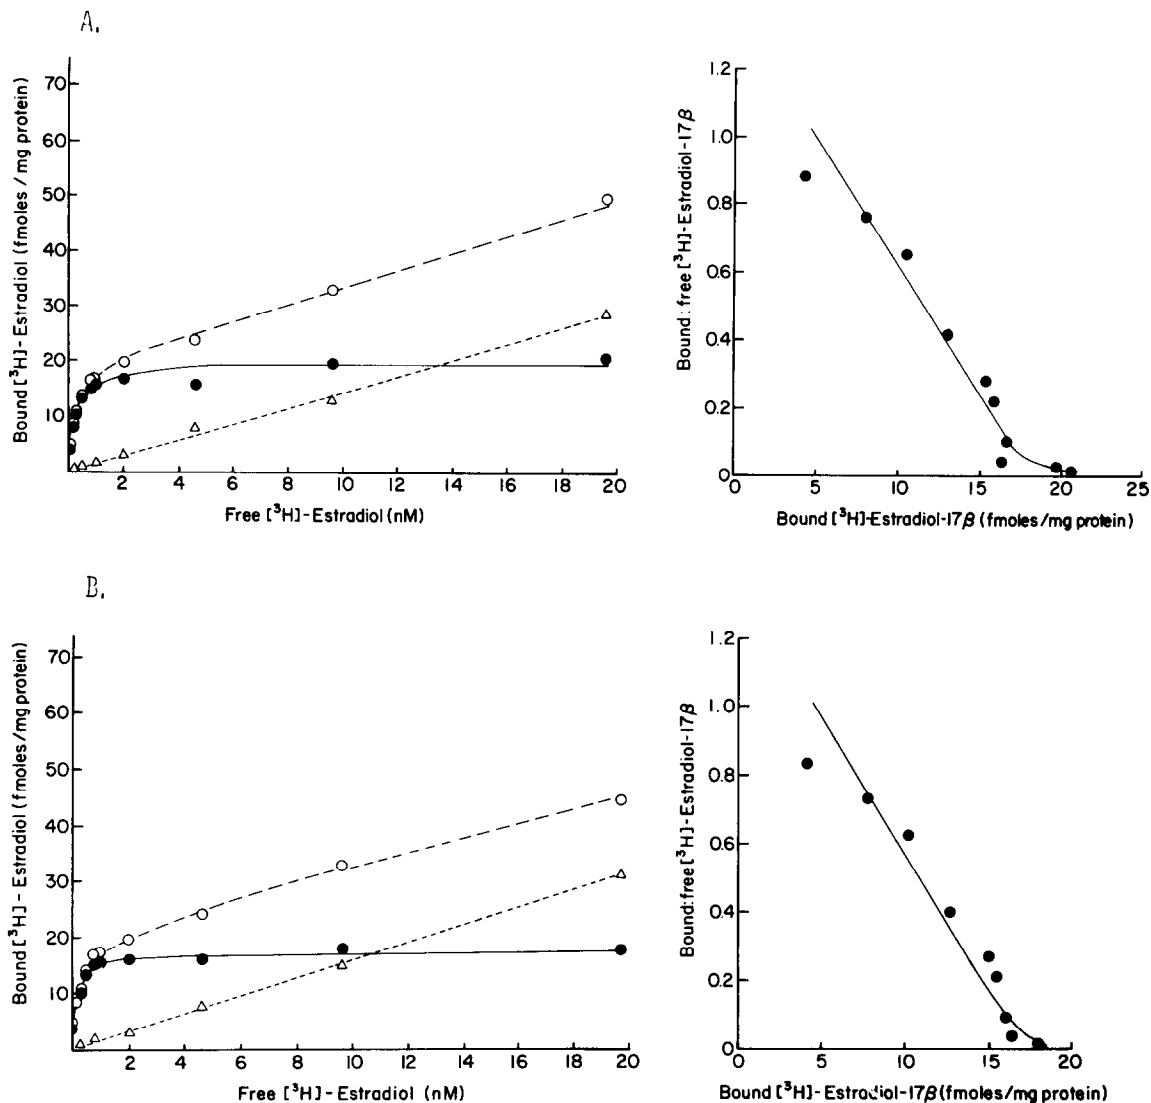 A.
Bound [³H]-Estradiol (fmoles / mg protein)
70
60
50
40
30
20
10
2 4 6 8 10 12 14 16 18 20
Free [³H]-Estradiol (nM)
Bound:free [³H]-Estradiol-17β
1.2
1.0
0.8
0.6
0.4
0.2
0
0 5 10 15 20 25
Bound [³H]-Estradiol-17β (fmoles/mg protein)
B.
Bound [³H]-Estradiol (fmoles/mg protein)
70
60
50
40
30
20
10
2 4 6 8 10 12 14 16 18 20
Free [³H]-Estradiol (nM)
Bound:free [³H]-Estradiol-17β
1.2
1.0
0.8
0.6
0.4
0.2
0
0 5 10 15 20
Bound [³H]-Estradiol-17β (fmoles/mg protein)